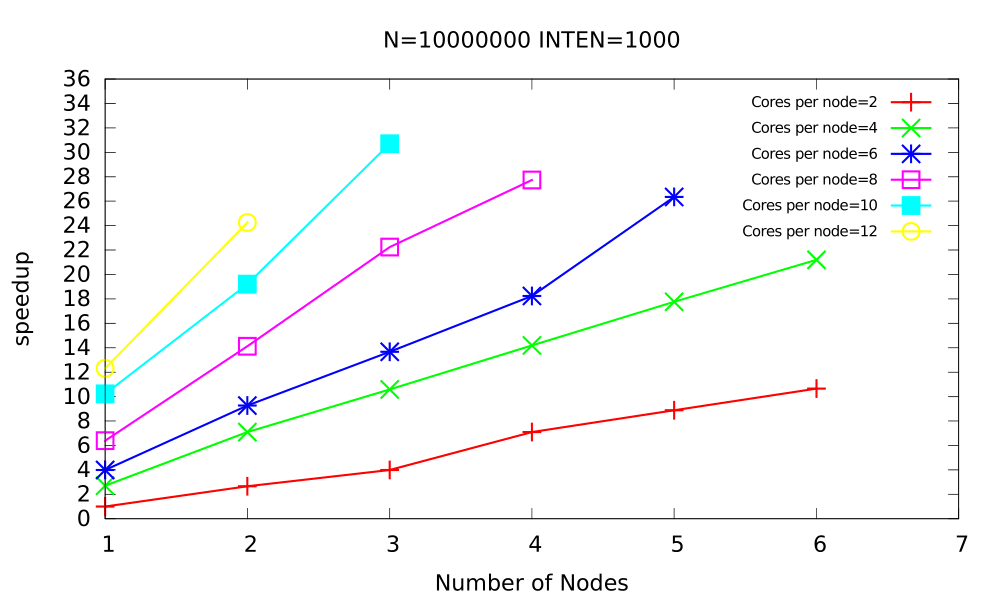 N=10000000 INTEN=1000
36
34
32
30
28
26
24
22
20
18
16
14
12
10
8
6
4
2
0
speedup
Cores per node=2
Cores per node=4
Cores per node=6
Cores per node=8
Cores per node=10
Cores per node=12
1 2 3 4 5 6 7
Number of Nodes